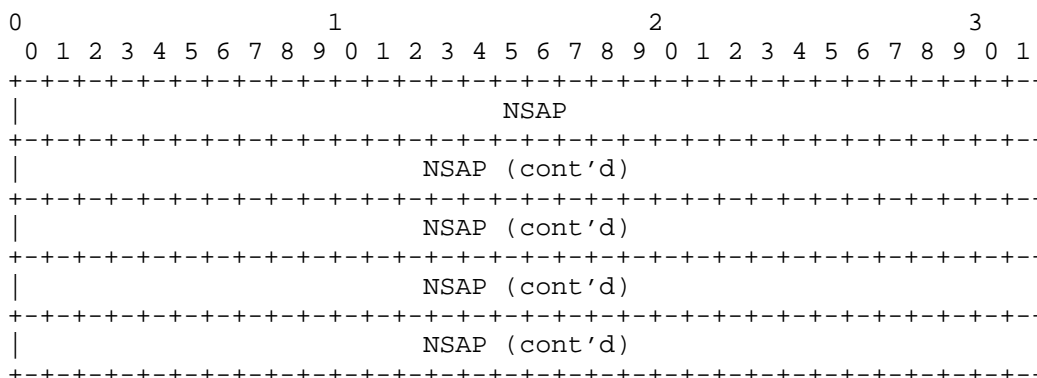 0                   1                   2                   3
 0 1 2 3 4 5 6 7 8 9 0 1 2 3 4 5 6 7 8 9 0 1 2 3 4 5 6 7 8 9 0 1
+-+-+-+-+-+-+-+-+-+-+-+-+-+-+-+-+-+-+-+-+-+-+-+-+-+-+-+-+-+-+-+--
|                              NSAP
+-+-+-+-+-+-+-+-+-+-+-+-+-+-+-+-+-+-+-+-+-+-+-+-+-+-+-+-+-+-+-+--
|                         NSAP (cont'd)
+-+-+-+-+-+-+-+-+-+-+-+-+-+-+-+-+-+-+-+-+-+-+-+-+-+-+-+-+-+-+-+--
|                         NSAP (cont'd)
+-+-+-+-+-+-+-+-+-+-+-+-+-+-+-+-+-+-+-+-+-+-+-+-+-+-+-+-+-+-+-+--
|                         NSAP (cont'd)
+-+-+-+-+-+-+-+-+-+-+-+-+-+-+-+-+-+-+-+-+-+-+-+-+-+-+-+-+-+-+-+--
|                         NSAP (cont'd)
+-+-+-+-+-+-+-+-+-+-+-+-+-+-+-+-+-+-+-+-+-+-+-+-+-+-+-+-+-+-+-+--